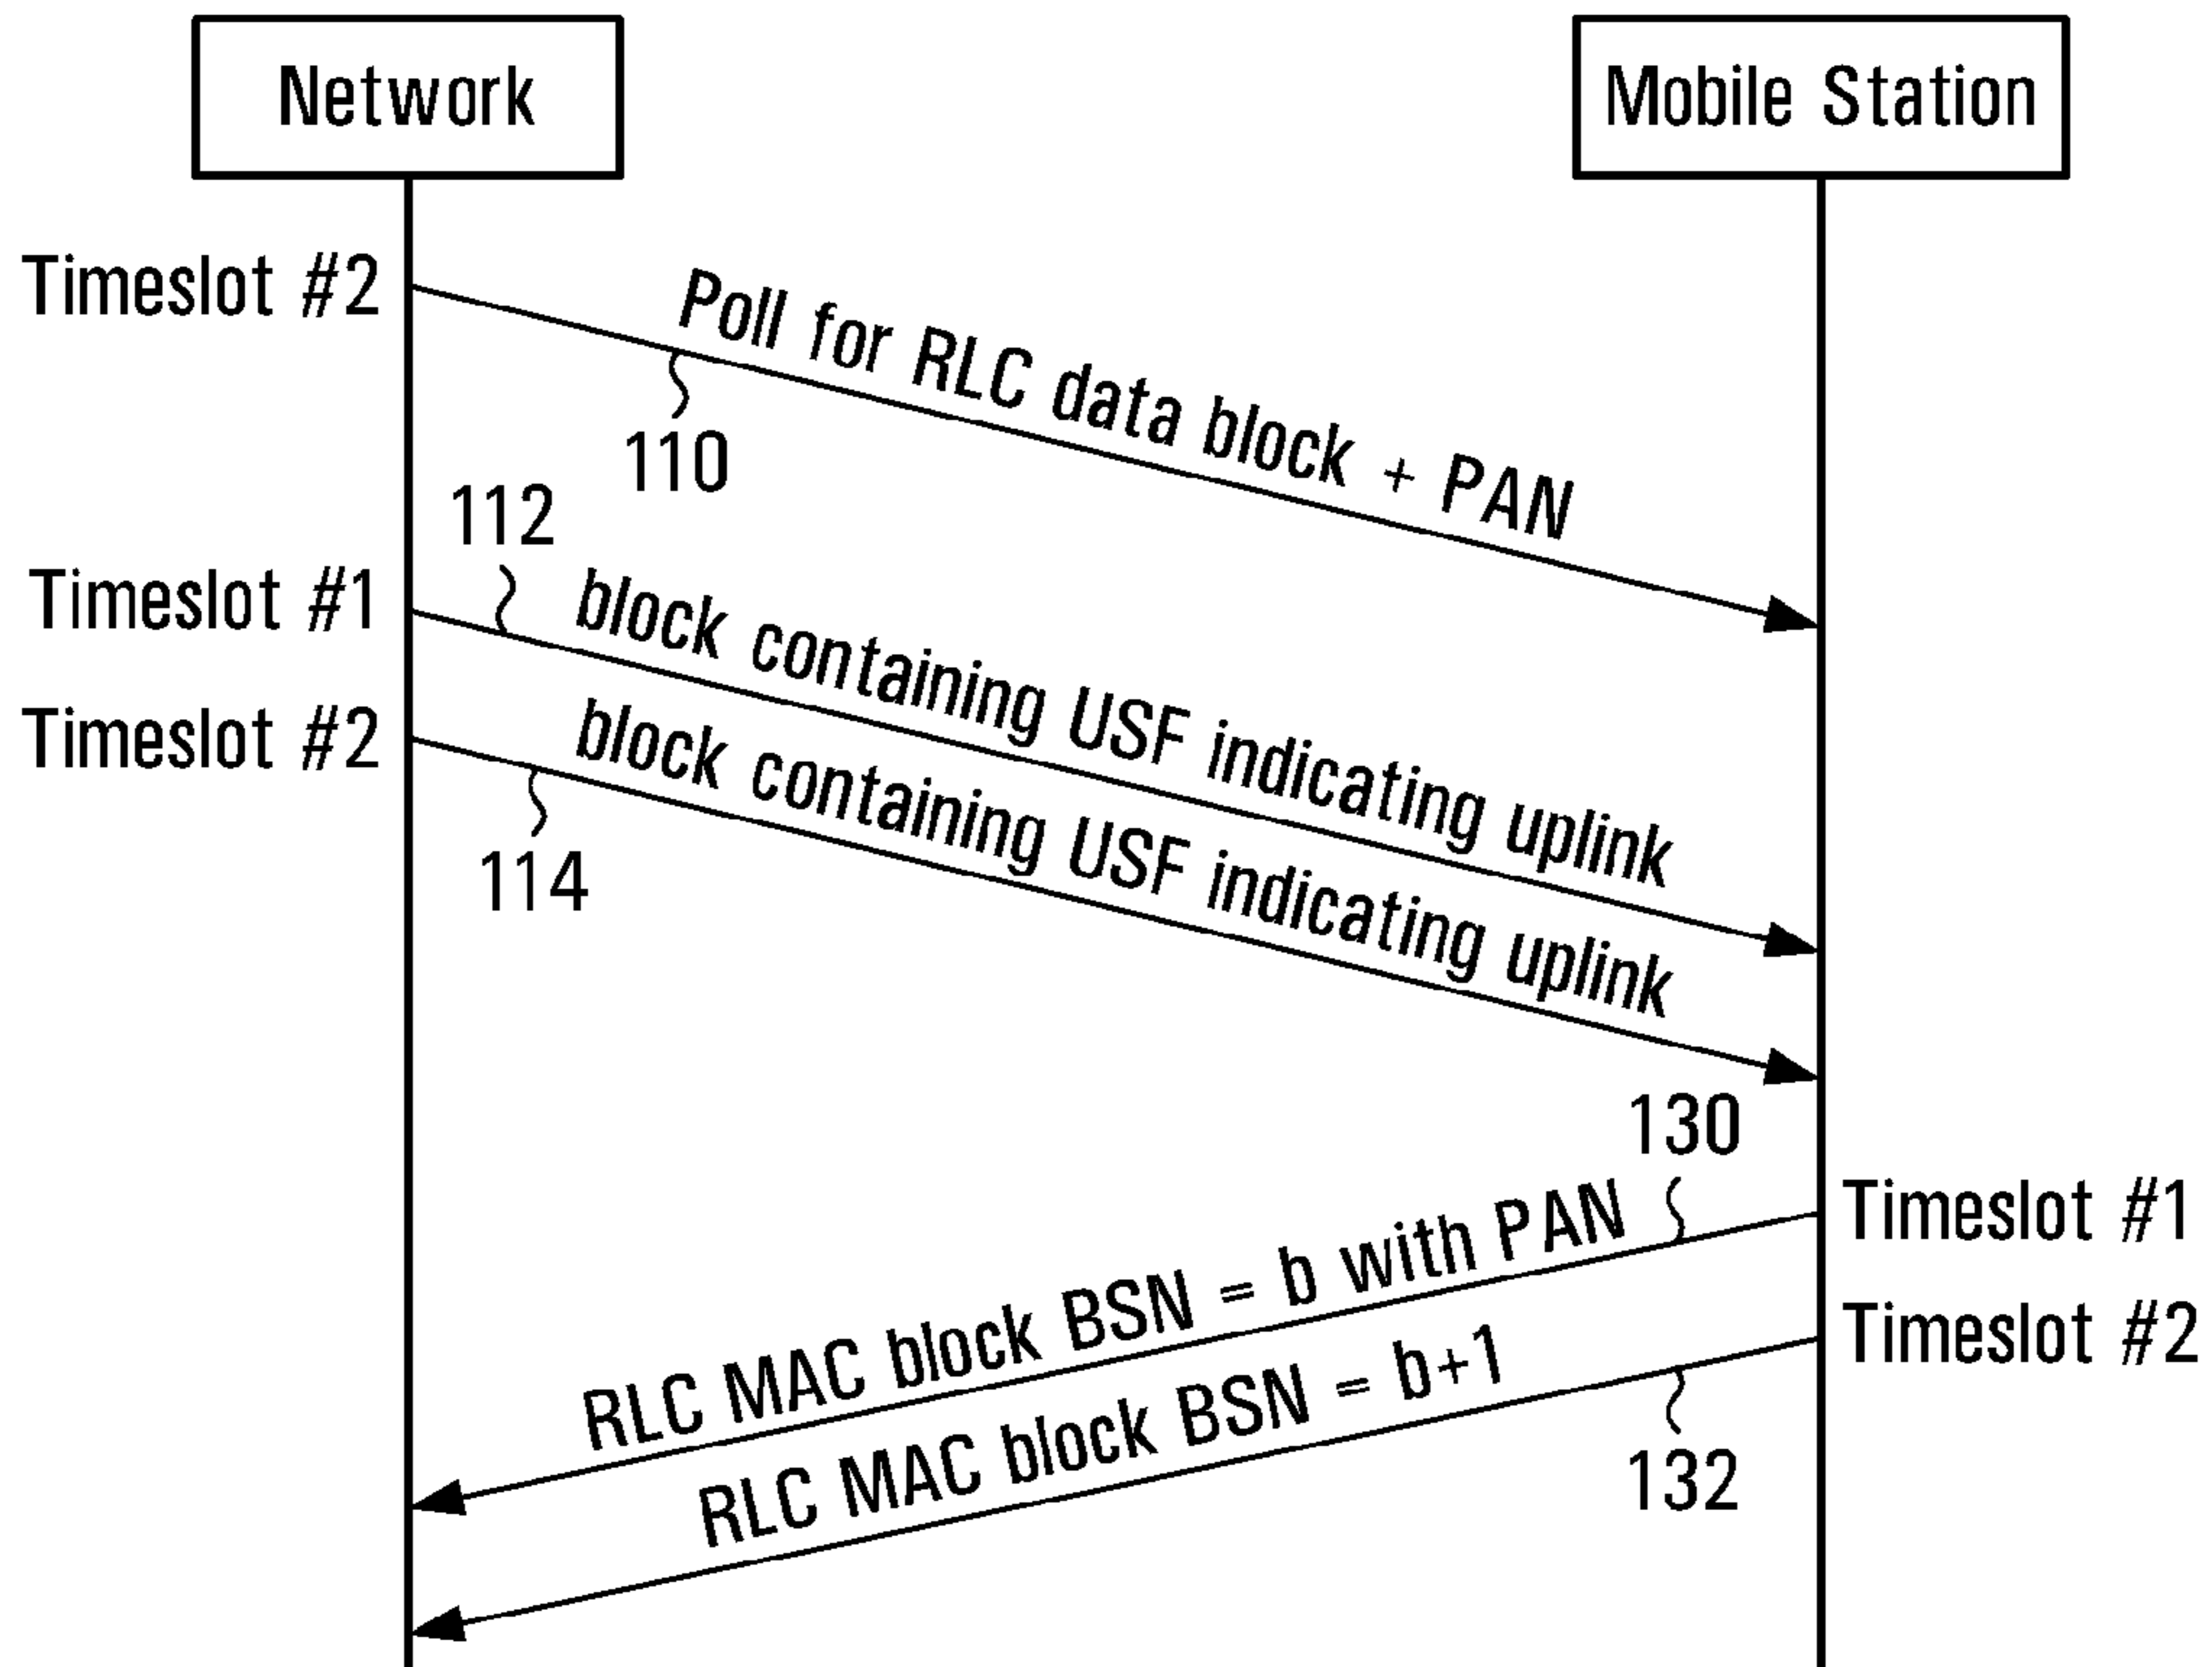 Network
Mobile Station
Timeslot #2
Poll for RLC data block + PAN
110
112
Timeslot #1
block containing USF indicating uplink
Timeslot #2
block containing USF indicating uplink
114
130
Timeslot #1
RLC MAC block BSN = b with PAN
Timeslot #2
RLC MAC block BSN = b+1
132